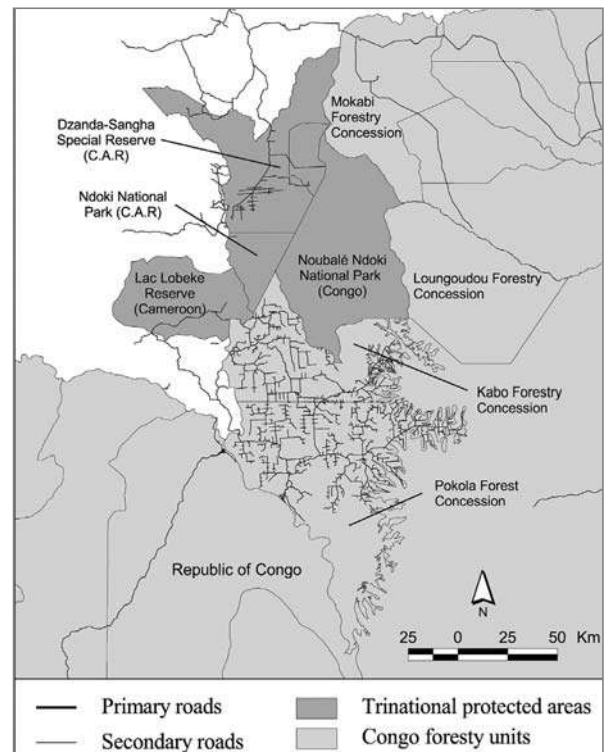 Mokabi
Forestry
Concession
Dzanda-Sangha
Special Reserve
(C.A.R)
Ndoki National
Park (C.A.R)
Noubalé Ndoki
National Park
(Congo)
Lac Lobeke
Reserve
(Cameroon)
Loungoudou Forestry
Concession
Kabo Forestry
Concession
Pokola Forest
Concession
Republic of Congo
N
25 0 25 50 Km
Primary roads
Trinational protected areas
Secondary roads
Congo foresty units